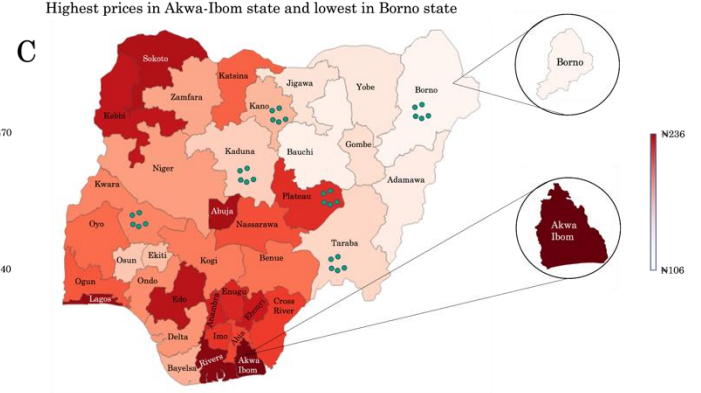 Highest prices in Akwa-Ibom state and lowest in Borno state
C
Sokoto
Katsina
Jigawa
Yobe
Borno
Borno
Zamfara
Kano
Kebbi
₦236
70
Kaduna
Bauchi
Gombe
Niger
Adamawa
Kwara
Plateau
Abuja
Oyo
Nassarawa
Akwa
Ibom
Taraba
Osun
Ekiti
Kogi
Benue
40
₦106
Ogun
Ondo
Lagos
Edo
Anambra
Enugu
Ebonyi
Cross
River
Delta
Imo
Abia
Bayelsa
Rivers
Akwa
Ibom